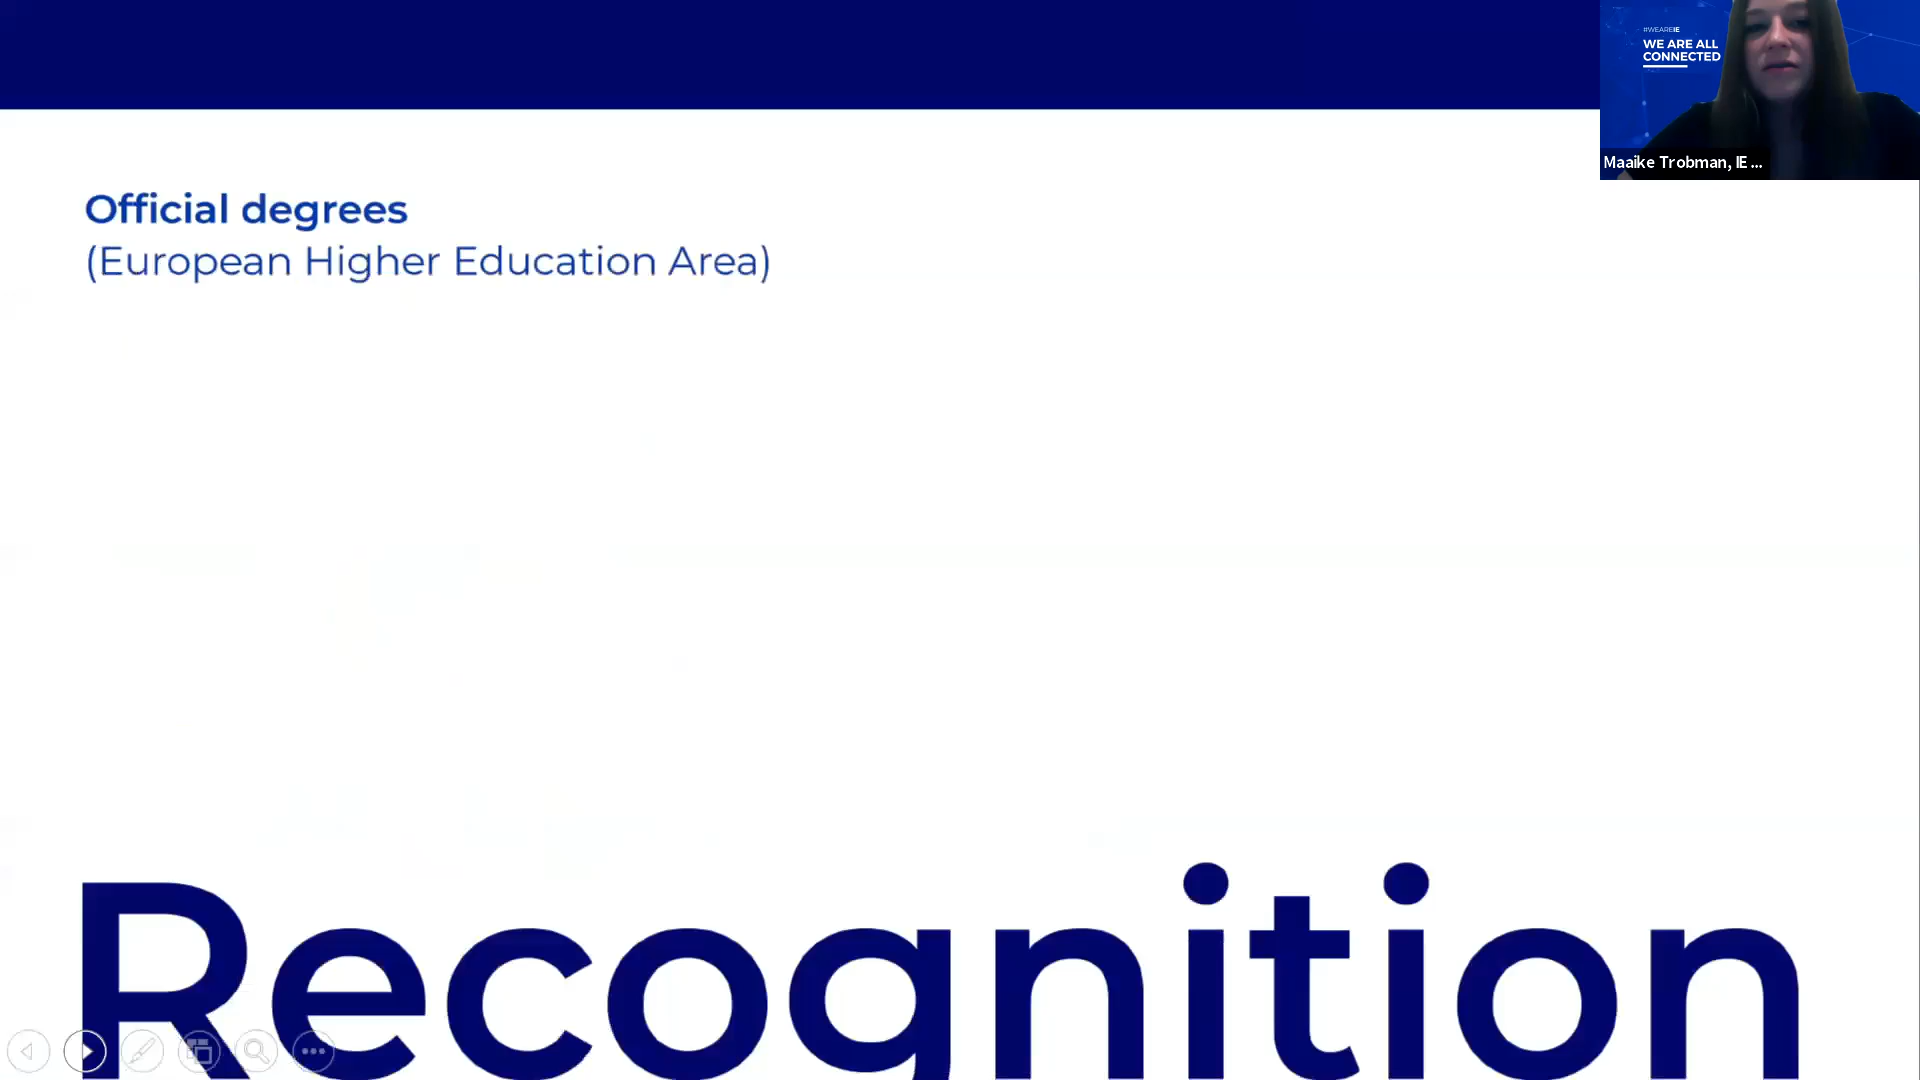 #WEAREIE
WE ARE ALL
CONNECTED
Maaike Trobman, IE ...
Official degrees
(European Higher Education Area)
Recognition